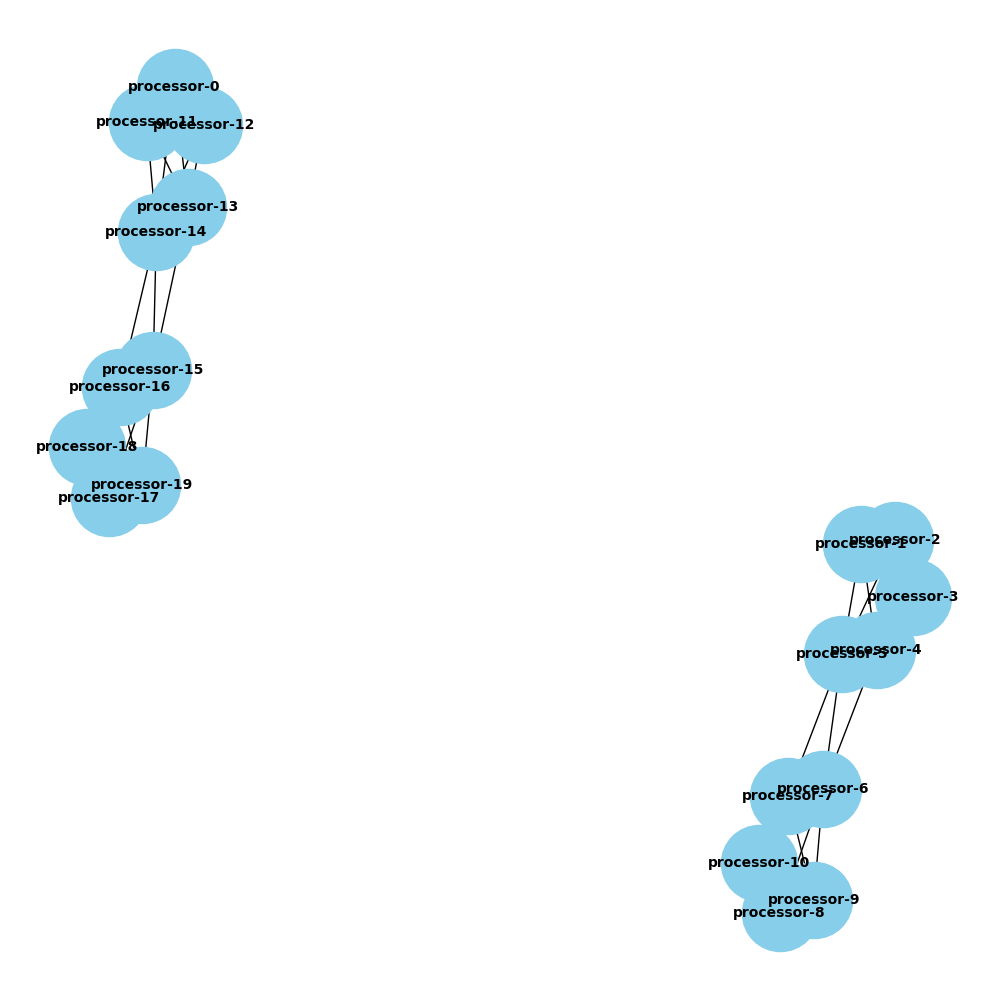 processor-0
processor-11
processor-12
processor-13
processor-14
processor-15
processor-16
processor-18
processor-19
processor-17
processor-2
processor-1
processor-3
processor-4
processor-5
processor-6
processor-7
processor-10
processor-9
processor-8